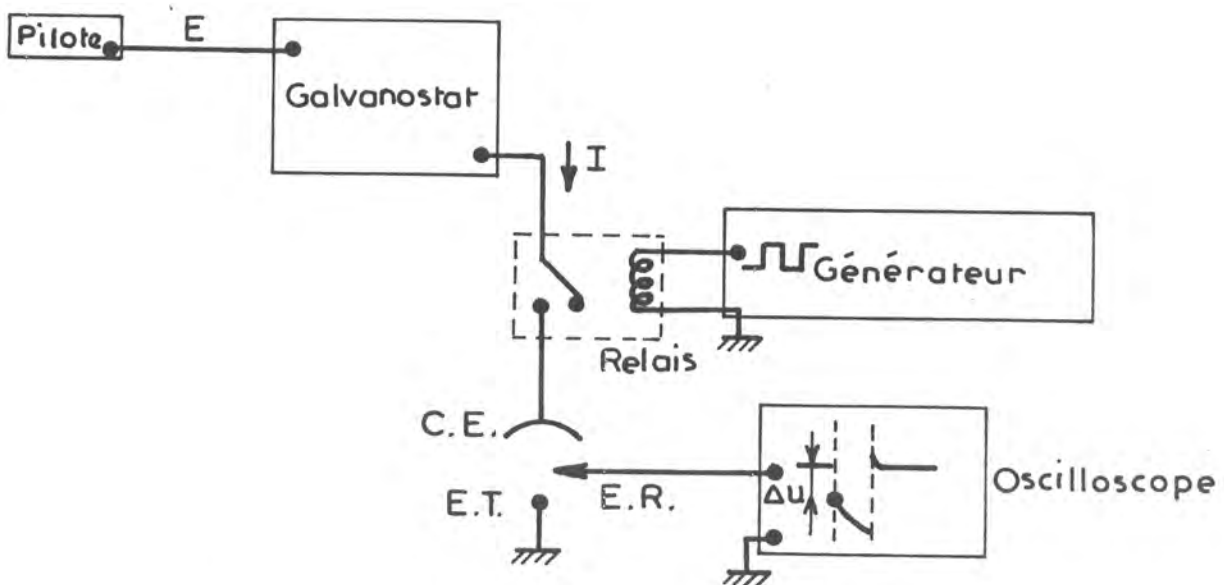 Pilote
E
Galvanostat
I
Générateur
Relais
C.E.
E.T.
E.R.
Δu
Oscilloscope